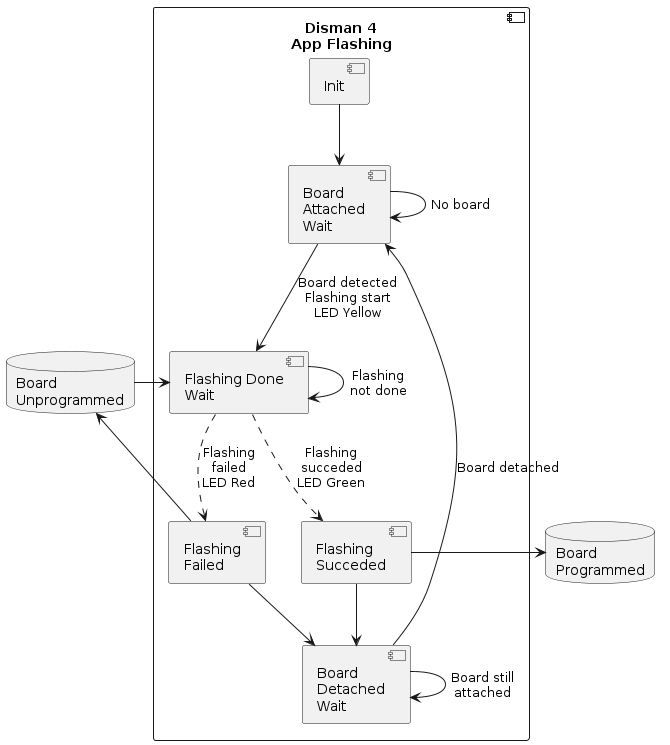 Disman 4
App Flashing
Init
Board
Attached
Wait
No board
Board detected
Flashing start
LED Yellow
Board
Unprogrammed
Flashing Done
Wait
Flashing
not done
Flashing
failed
LED Red
Flashing
succeded
LED Green
Board detached
Flashing
Failed
Flashing
Succeded
Board
Programmed
Board
Detached
Wait
Board still
attached